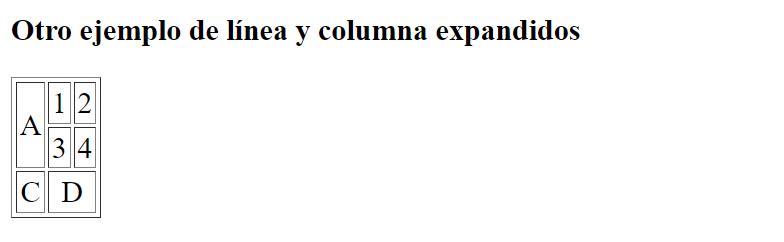 Otro ejemplo de línea y columna expandidos
A 1 2
3 4
C D